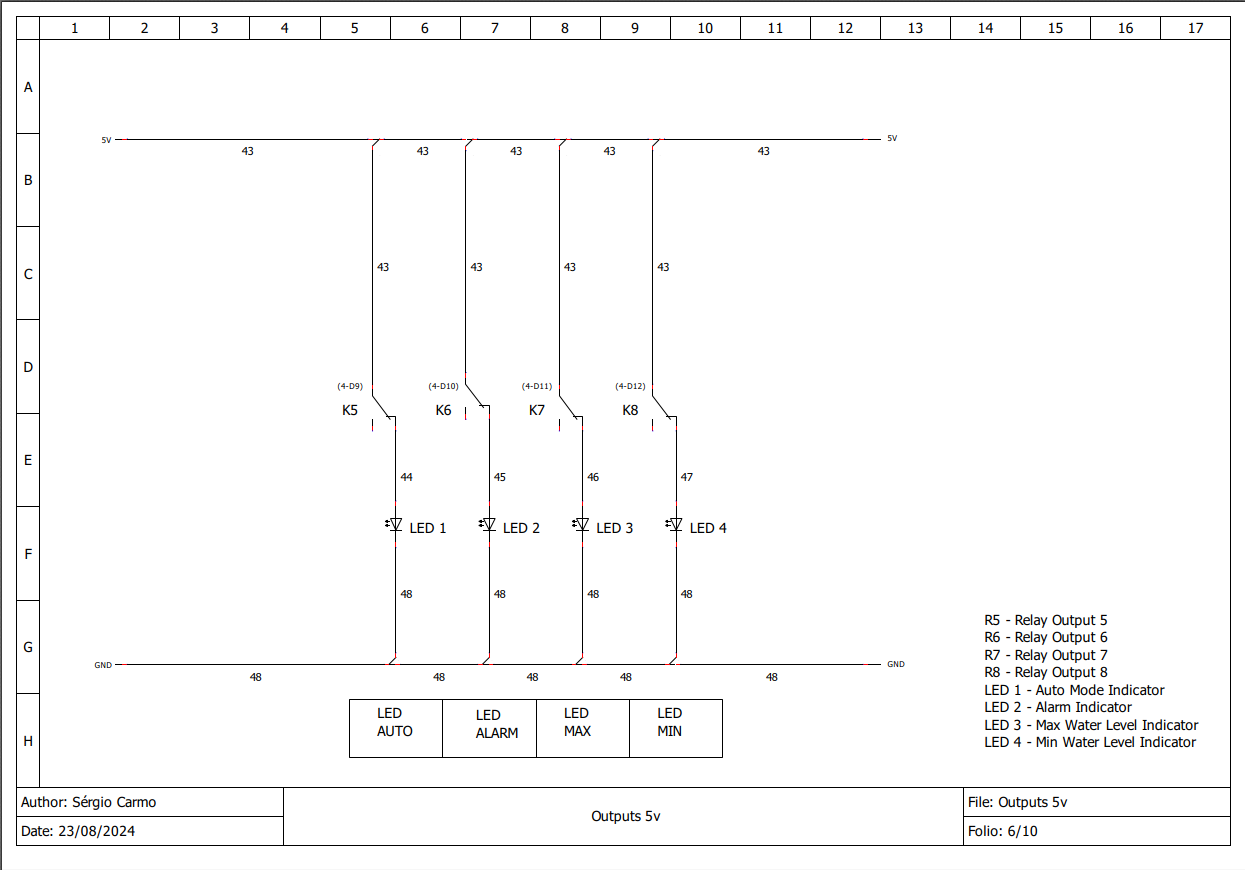 1 2 3 4 5 6 7 8 9 10 11 12 13 14 15 16 17
A
5V 5V
43 43 43 43 43
B
C
43 43 43 43
D
(4-D9) (4-D10) (4-D11) (4-D12)
K5 K6 K7 K8
E
44 45 46 47
LED 1 LED 2 LED 3 LED 4
F
48 48 48 48
G
GND GND
48 48 48 48 48
R5 - Relay Output 5
R6 - Relay Output 6
R7 - Relay Output 7
R8 - Relay Output 8
LED 1 - Auto Mode Indicator
LED 2 - Alarm Indicator
LED 3 - Max Water Level Indicator
LED 4 - Min Water Level Indicator
H
LED LED LED LED
AUTO ALARM MAX MIN
Author: Sérgio Carmo
Date: 23/08/2024
Outputs 5v
File: Outputs 5v
Folio: 6/10